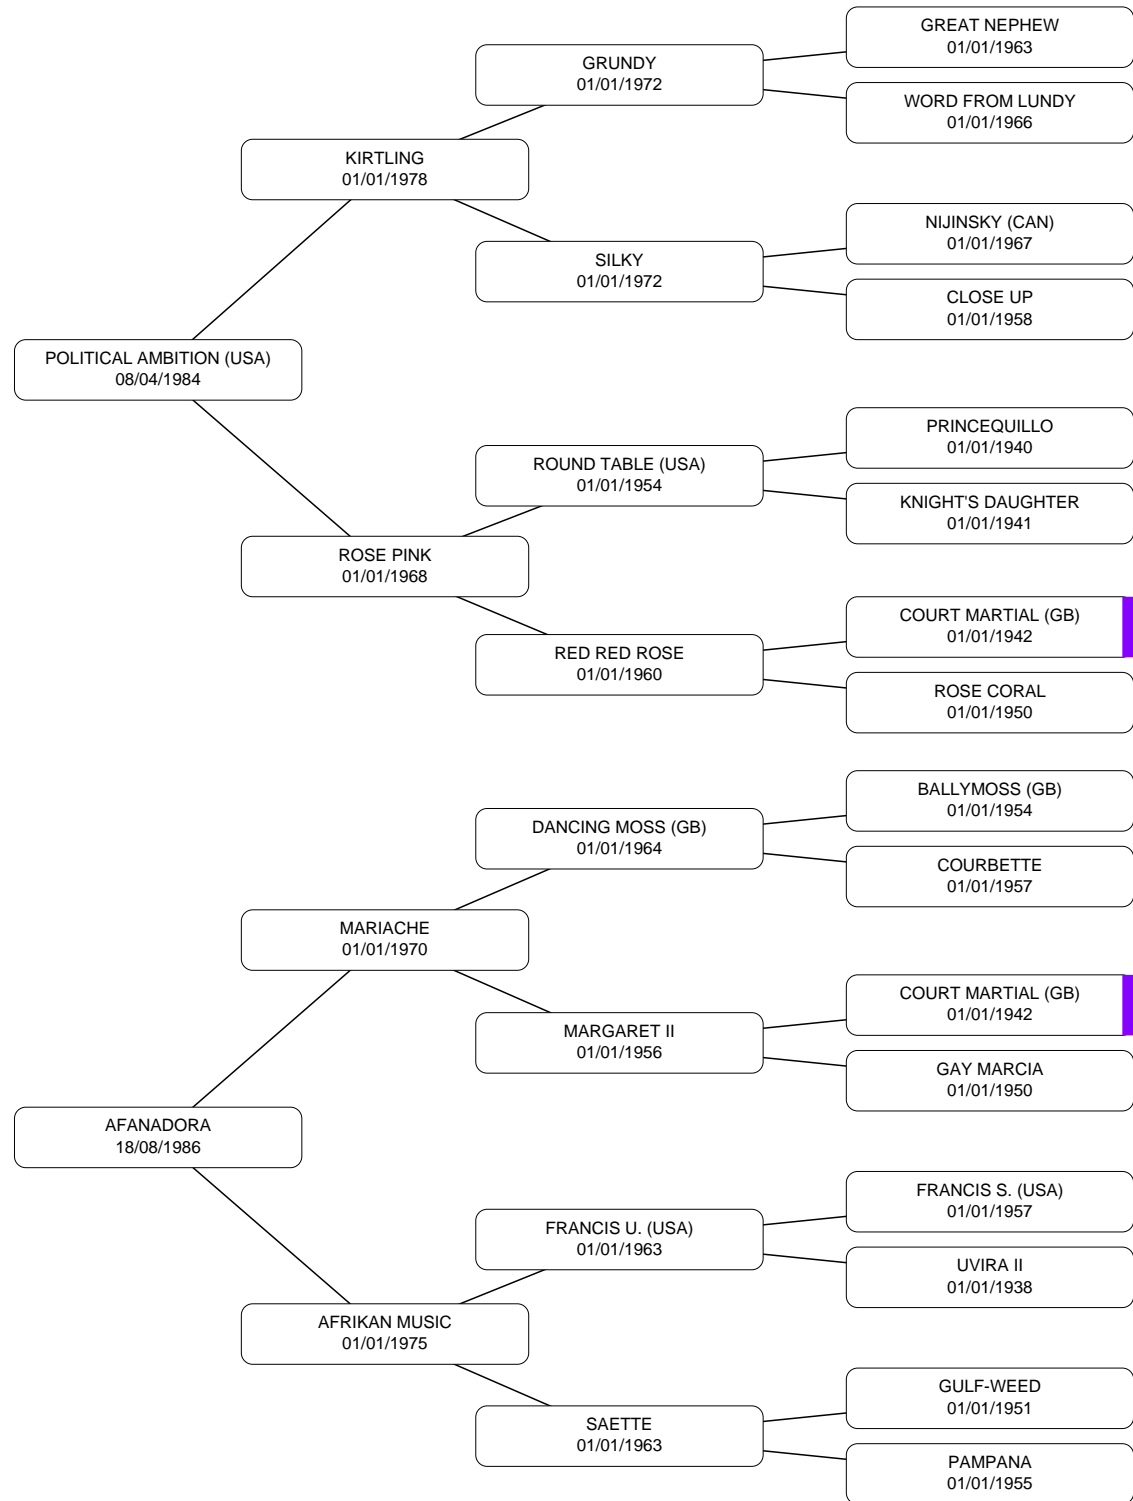 GREAT NEPHEW
01/01/1963
GRUNDY
01/01/1972
WORD FROM LUNDY
01/01/1966
KIRTLING
01/01/1978
NIJINSKY (CAN)
01/01/1967
SILKY
01/01/1972
CLOSE UP
01/01/1958
POLITICAL AMBITION (USA)
08/04/1984
PRINCEQUILLO
01/01/1940
ROUND TABLE (USA)
01/01/1954
KNIGHT'S DAUGHTER
01/01/1941
ROSE PINK
01/01/1968
COURT MARTIAL (GB)
01/01/1942
RED RED ROSE
01/01/1960
ROSE CORAL
01/01/1950
BALLYMOSS (GB)
01/01/1954
DANCING MOSS (GB)
01/01/1964
COURBETTE
01/01/1957
MARIACHE
01/01/1970
COURT MARTIAL (GB)
01/01/1942
MARGARET II
01/01/1956
GAY MARCIA
01/01/1950
AFANADORA
18/08/1986
FRANCIS S. (USA)
01/01/1957
FRANCIS U. (USA)
01/01/1963
UVIRA II
01/01/1938
AFRIKAN MUSIC
01/01/1975
GULF-WEED
01/01/1951
SAETTE
01/01/1963
PAMPANA
01/01/1955